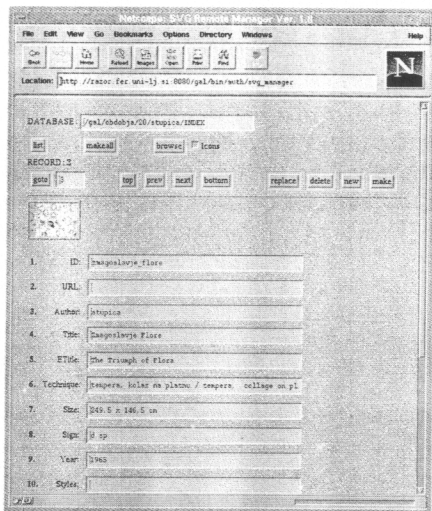 Netscape: SVG Remote Manager Ver. 1.8
File Edit View Go Bookmarks Options Directory Windows Help
Back Home Reload Images Open Print Find
Location: http://razor.fer.uni-lj.si:8080/gal/bin/auth/svg_manager
DATABASE: /gal/ebdobja/20/stupica/INDEX
list makeall browse Icons
RECORD: 3
goto 3 top prev next bottom replace delete new make
1. ID: zmagoslavje_flore
2. URL:
3. Author: stupica
4. Title: Zmagoslavje Flore
5. ETitle: The Triumph of Flora
6. Technique: tempera, kolaz na platnu / tempera, collage on pl
7. Size: 249.5 x 146.5 cm
8. Sign: d sp
9. Year: 1965
10. Styles: